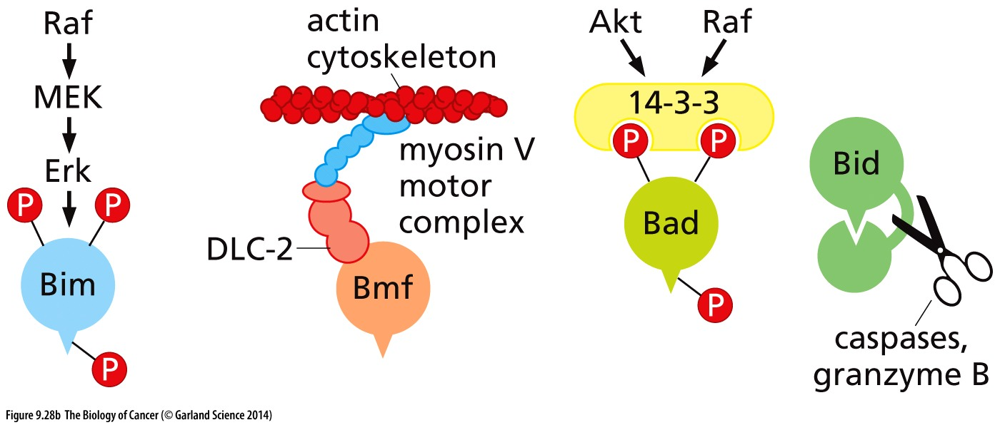 Raf
MEK
Erk
P
P
Bim
P
actin
cytoskeleton
myosin V
motor
complex
DLC-2
Bmf
Akt
Raf
14-3-3
P
P
Bad
P
Bid
caspases,
granzyme B
Figure 9.28b The Biology of Cancer (© Garland Science 2014)